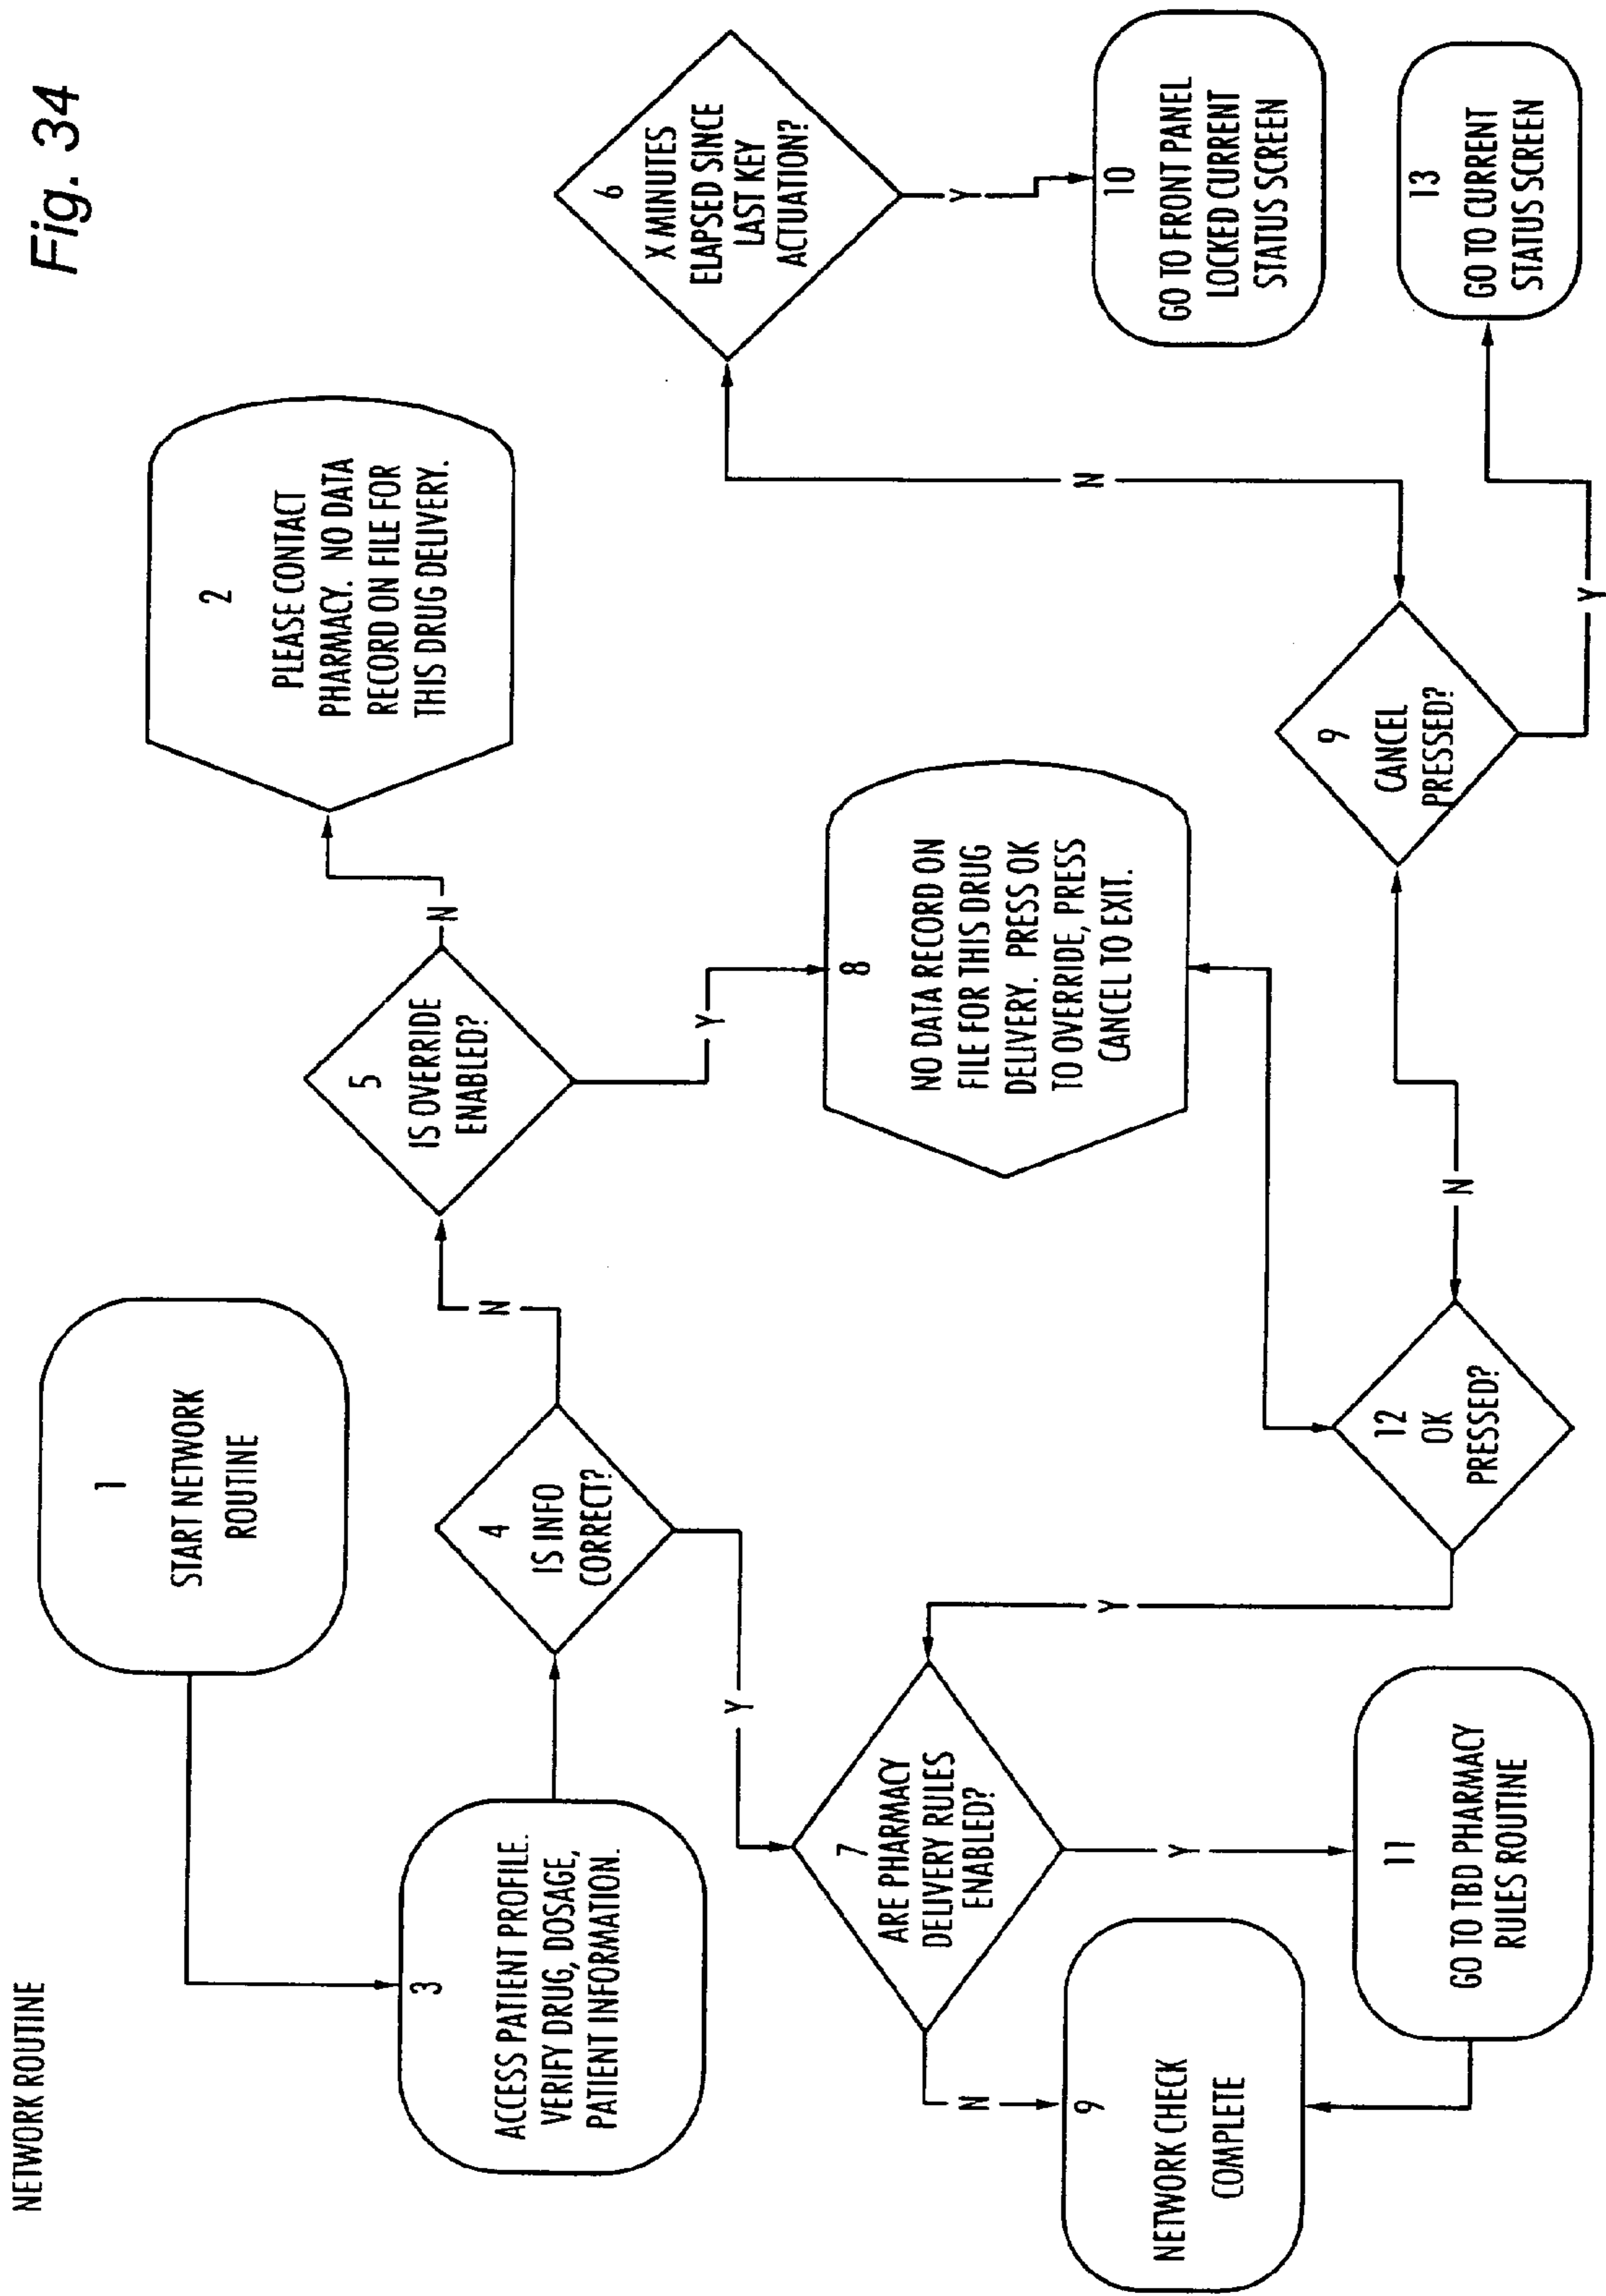 NETWORK ROUTINE
Fig. 34
1
START NETWORK
ROUTINE
2
PLEASE CONTACT
PHARMACY. NO DATA
RECORD ON FILE FOR
THIS DRUG DELIVERY.
3
ACCESS PATIENT PROFILE.
VERIFY DRUG, DOSAGE,
PATIENT INFORMATION.
4
IS INFO
CORRECT?
N
Y
5
IS OVERRIDE
ENABLED?
N
Y
6
X MINUTES
ELAPSED SINCE
LAST KEY
ACTUATION?
Y
7
ARE PHARMACY
DELIVERY RULES
ENABLED?
N
Y
8
NO DATA RECORD ON
FILE FOR THIS DRUG
DELIVERY. PRESS OK
TO OVERRIDE, PRESS
CANCEL TO EXIT.
10
GO TO FRONT PANEL
LOCKED CURRENT
STATUS SCREEN
9
NETWORK CHECK
COMPLETE
11
GO TO TBD PHARMACY
RULES ROUTINE
12
OK
PRESSED?
Y
N
9
CANCEL
PRESSED?
N
Y
13
GO TO CURRENT
STATUS SCREEN